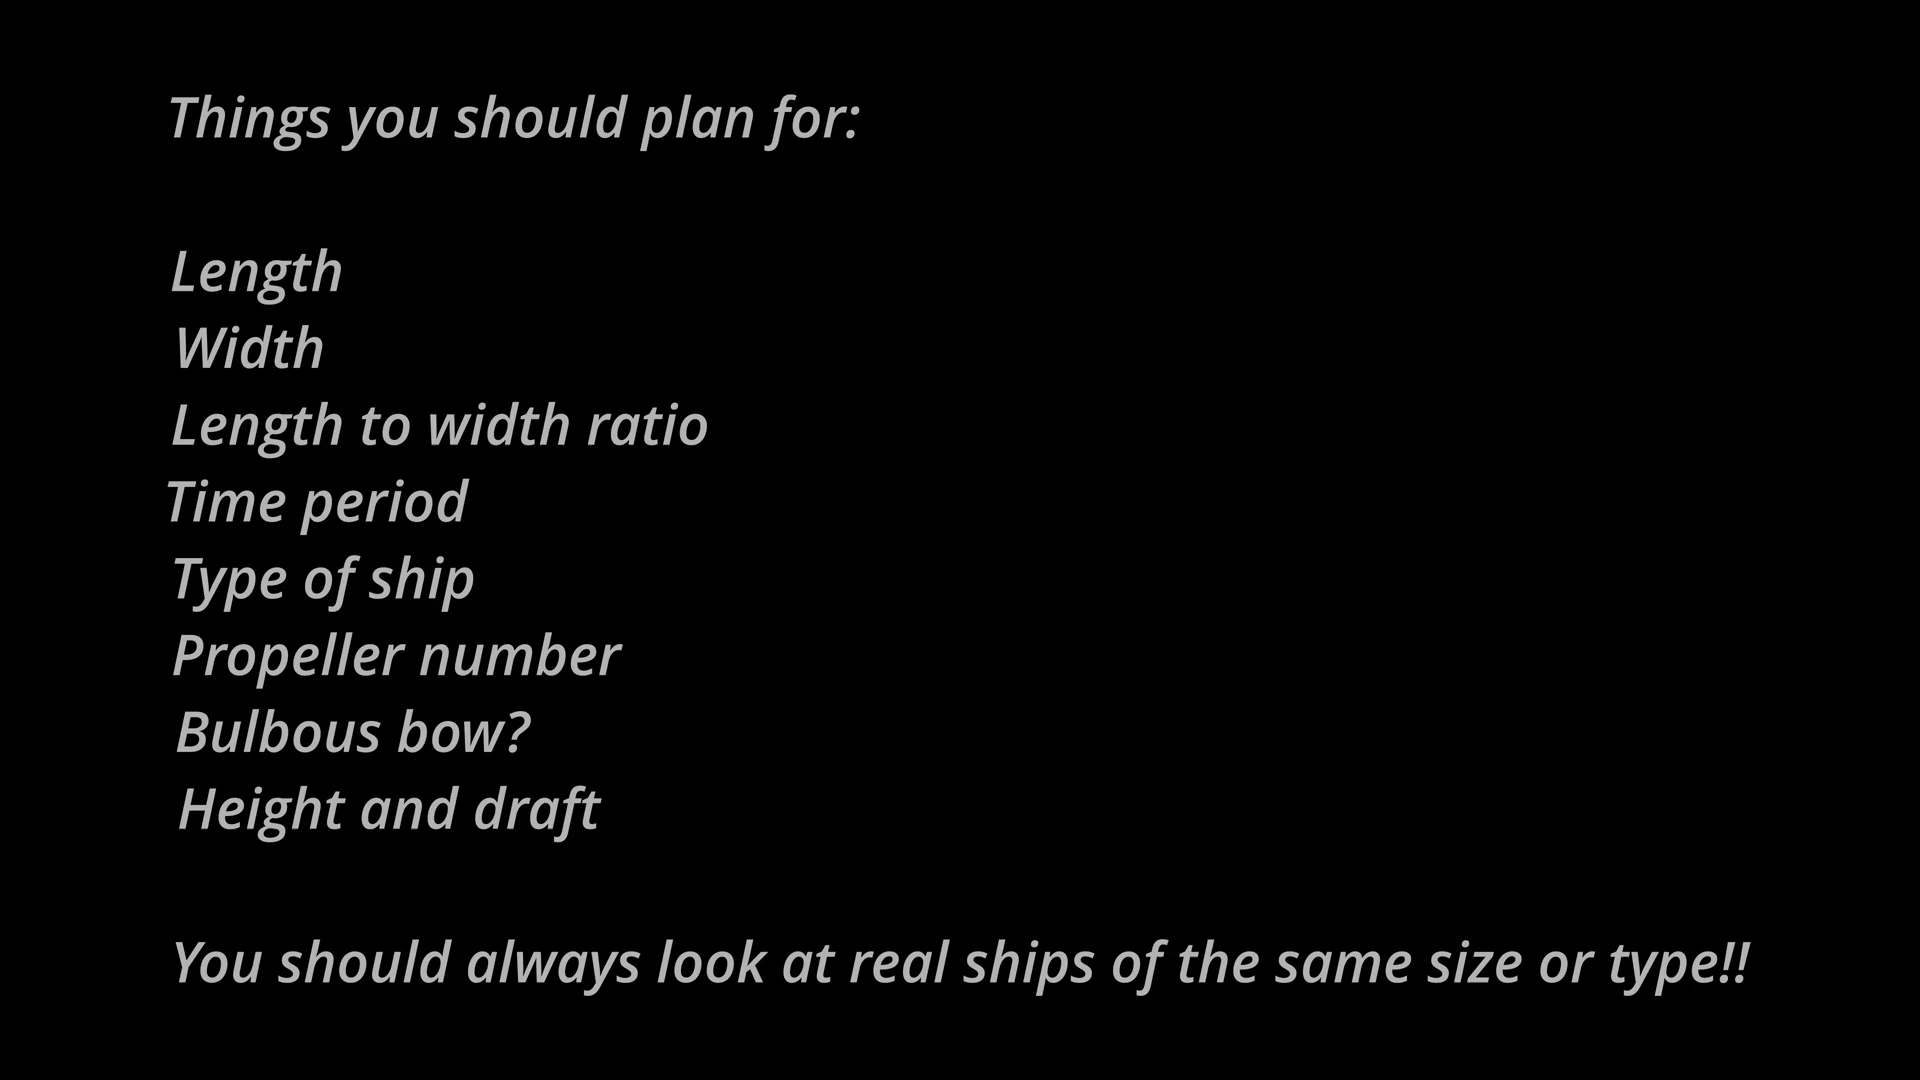 Things you should plan for:
Length
Width
Length to width ratio
Time period
Type of ship
Propeller number
Bulbous bow?
Height and draft
You should always look at real ships of the same size or type!!